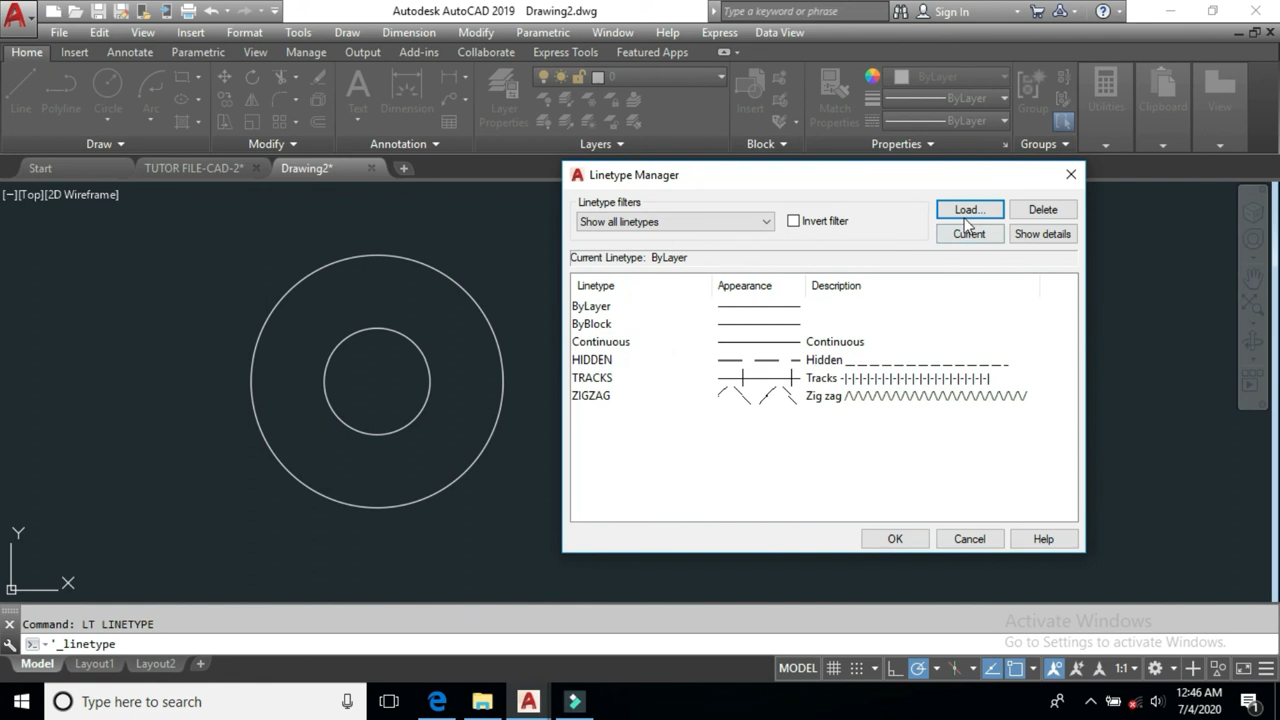 Autodesk AutoCAD 2019 Drawing2.dwg
Type a keyword or phrase
Sign In
File Edit View Insert Format Tools Draw Dimension Modify Parametric Window Help Express Data View
Home Insert Annotate Parametric View Manage Output Add-ins Collaborate Express Tools Featured Apps
Line Polyline Circle Arc
Text Dimension
Layer Properties
0
Insert
Match Properties
ByLayer
ByLayer
ByLayer
Group
Utilities
Clipboard
View
Draw Modify Annotation Layers Block Properties Groups
Start TUTOR FILE-CAD-2* Drawing2*
[−][Top][2D Wireframe]
Linetype Manager
Linetype filters
Show all linetypes
Invert filter
Load... Delete
Current Show details
Current Linetype: ByLayer
Linetype Appearance Description
ByLayer
ByBlock
Continuous Continuous
HIDDEN Hidden _ _ _ _ _ _ _ _ _ _ _ _ _ _ _
TRACKS Tracks -|-|-|-|-|-|-|-|-|-|-|-|-|-|-|-|-|-|-|-|
ZIGZAG Zig zag /\/\/\/\/\/\/\/\/\/\/\/\/\/\/\/\/\/\
OK Cancel Help
Y
X
Command: LT LINETYPE
'_linetype
Activate Windows
Go to Settings to activate Windows.
Model Layout1 Layout2
MODEL
1:1
Type here to search
12:46 AM
7/4/2020